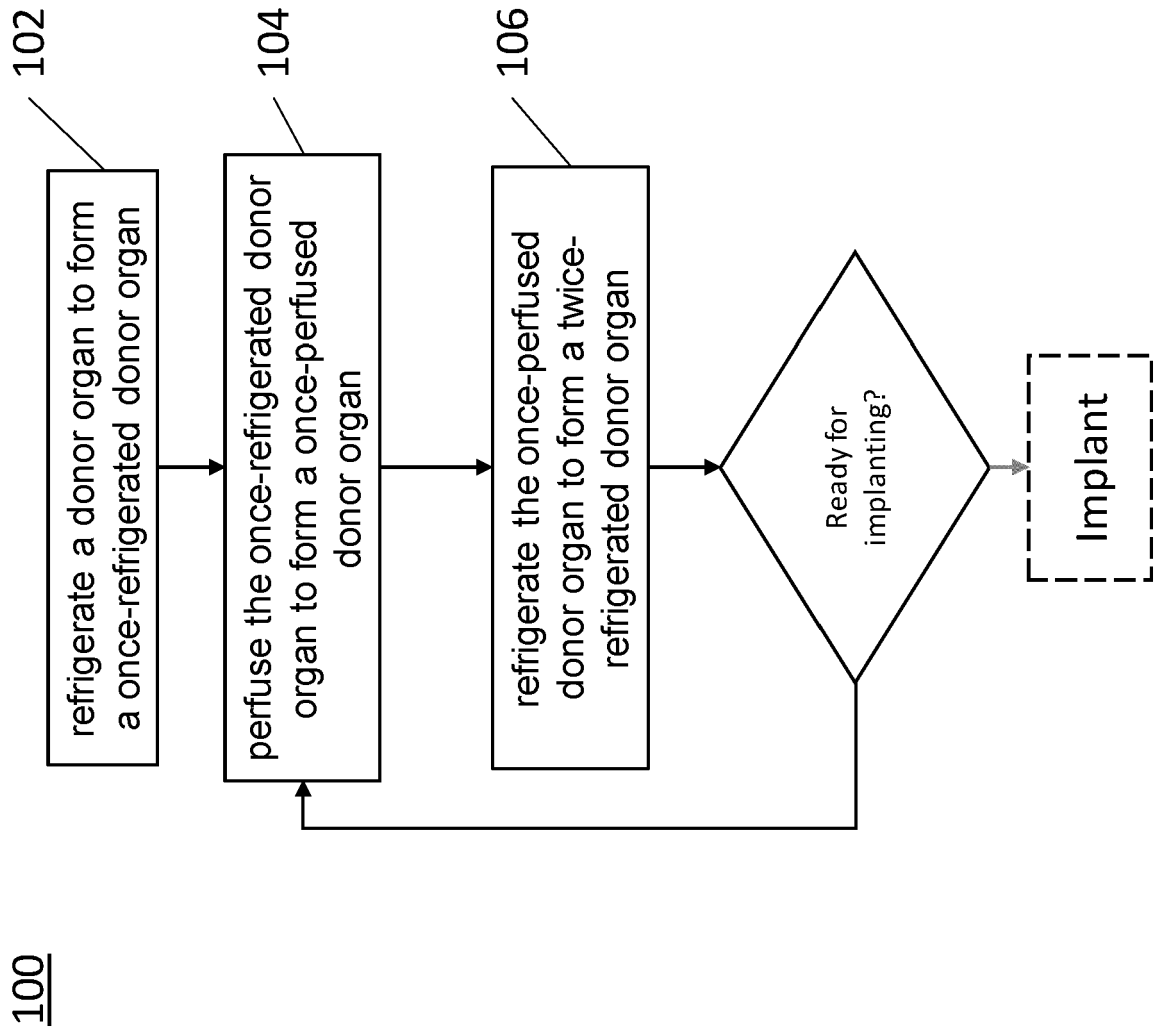 100
102
refrigerate a donor organ to form
a once-refrigerated donor organ
104
perfuse the once-refrigerated donor
organ to form a once-perfused
donor organ
106
refrigerate the once-perfused
donor organ to form a twice-
refrigerated donor organ
Ready for
implanting?
Implant